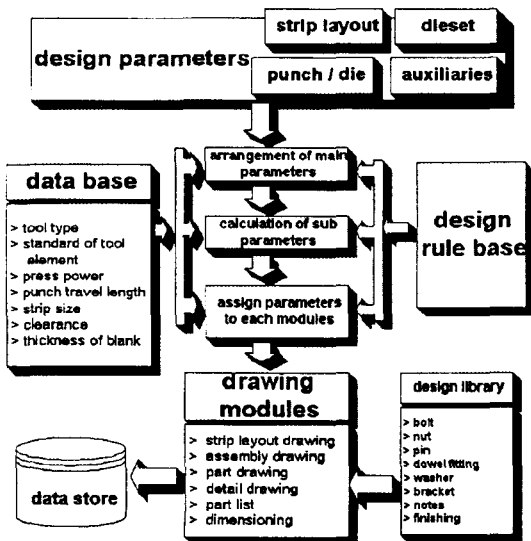 strip layout
dieset
design parameters
punch / die
auxiliaries
arrangement of main
parameters
data base
> tool type
> standard of tool
element
> press power
> punch travel length
> strip size
> clearance
> thickness of blank
calculation of sub
parameters
design
rule base
assign parameters
to each modules
drawing
modules
> strip layout drawing
> assembly drawing
> part drawing
> detail drawing
> part list
> dimensioning
design library
> bolt
> nut
> pin
> dowel fitting
> washer
> bracket
> notes
> finishing
data store